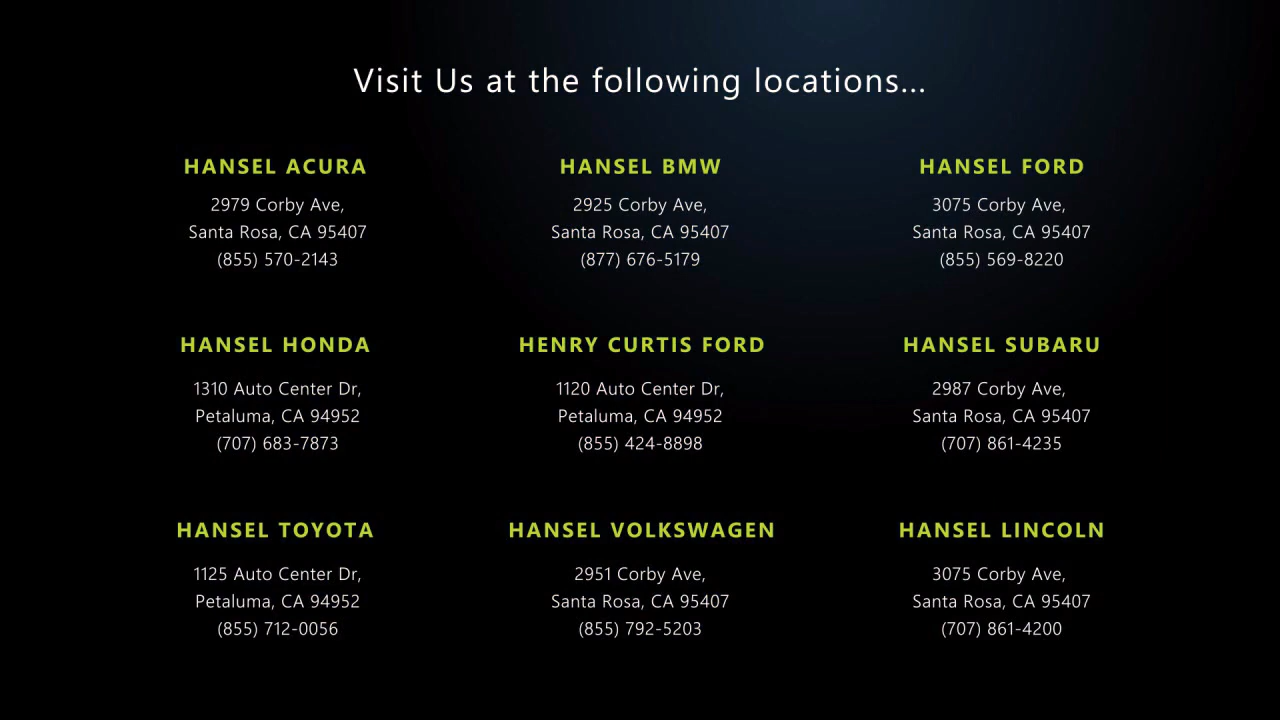 Visit Us at the following locations...
HANSEL ACURA
2979 Corby Ave,
Santa Rosa, CA 95407
(855) 570-2143
HANSEL BMW
2925 Corby Ave,
Santa Rosa, CA 95407
(877) 676-5179
HANSEL FORD
3075 Corby Ave,
Santa Rosa, CA 95407
(855) 569-8220
HANSEL HONDA
1310 Auto Center Dr,
Petaluma, CA 94952
(707) 683-7873
HENRY CURTIS FORD
1120 Auto Center Dr,
Petaluma, CA 94952
(855) 424-8898
HANSEL SUBARU
2987 Corby Ave,
Santa Rosa, CA 95407
(707) 861-4235
HANSEL TOYOTA
1125 Auto Center Dr,
Petaluma, CA 94952
(855) 712-0056
HANSEL VOLKSWAGEN
2951 Corby Ave,
Santa Rosa, CA 95407
(855) 792-5203
HANSEL LINCOLN
3075 Corby Ave,
Santa Rosa, CA 95407
(707) 861-4200